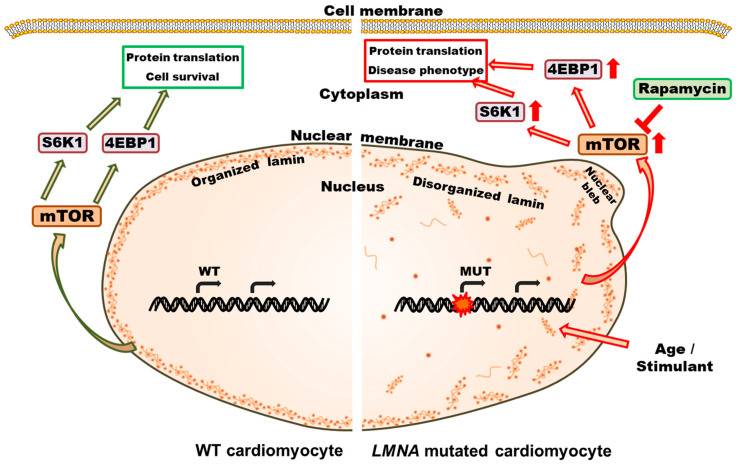 Cell membrane
Protein translation
Cell survival
Protein translation
Disease phenotype
4EBP1
Rapamycin
Cytoplasm
S6K1
S6K1
4EBP1
Nuclear membrane
mTOR
Organized lamin
Nucleus
Disorganized lamin
Nuclear
bleb
mTOR
WT
MUT
Age /
Stimulant
WT cardiomyocyte
LMNA mutated cardiomyocyte